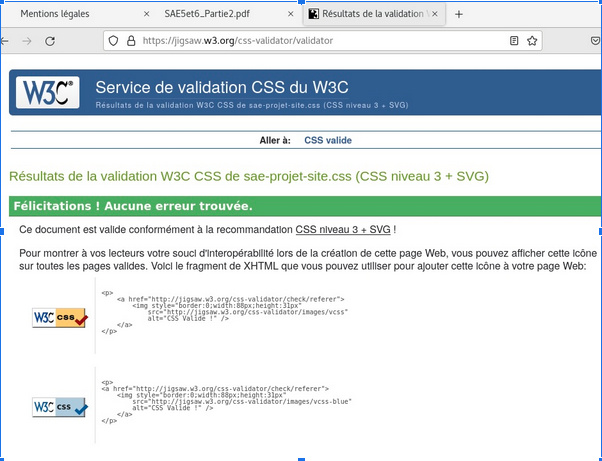 Mentions légales
SAE5et6_Partie2.pdf
Résultats de la validation
https://jigsaw.w3.org/css-validator/validator
W3C® Service de validation CSS du W3C
Résultats de la validation W3C CSS de sae-projet-site.css (CSS niveau 3 + SVG)
Aller à: CSS valide
Résultats de la validation W3C CSS de sae-projet-site.css (CSS niveau 3 + SVG)
Félicitations ! Aucune erreur trouvée.
Ce document est valide conformément à la recommandation CSS niveau 3 + SVG !
Pour montrer à vos lecteurs votre souci d'interopérabilité lors de la création de cette page Web, vous pouvez afficher cette icône
sur toutes les pages valides. Voici le fragment de XHTML que vous pouvez utiliser pour ajouter cette icône à votre page Web:
<p>
<a href="http://jigsaw.w3.org/css-validator/check/referer">
<img style="border:0;width:88px;height:31px"
src="http://jigsaw.w3.org/css-validator/images/vcss"
alt="CSS Valide !" />
</a>
</p>
W3C css
<p>
<a href="http://jigsaw.w3.org/css-validator/check/referer">
<img style="border:0;width:88px;height:31px"
src="http://jigsaw.w3.org/css-validator/images/vcss-blue"
alt="CSS Valide !" />
</a>
</p>
W3C css